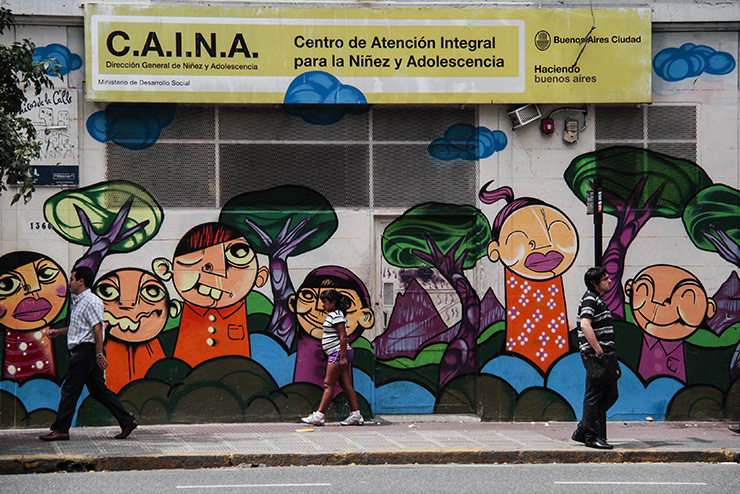 C.A.I.N.A.
Dirección General de Niñez y Adolescencia
Ministerio de Desarrollo Social
Centro de Atención Integral
para la Niñez y Adolescencia
Buenos Aires Ciudad
Haciendo
buenos aires